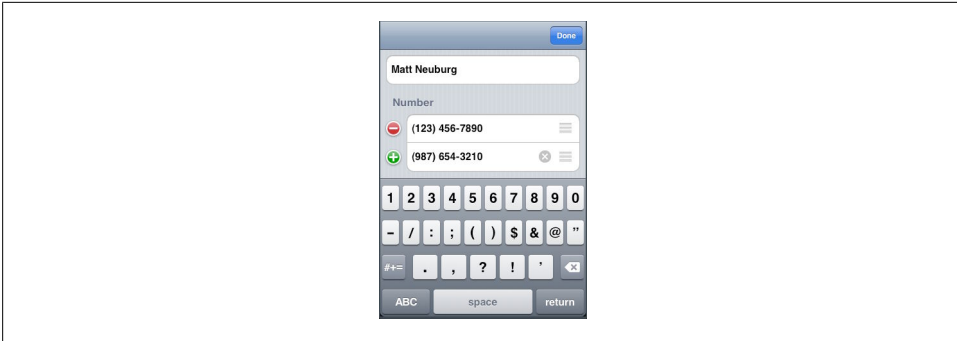 Done
Matt Neuburg
Number
(123) 456-7890
(987) 654-3210
1 2 3 4 5 6 7 8 9 0
- / : ; ( ) $ & @ "
#+= . , ? ! '
ABC space return